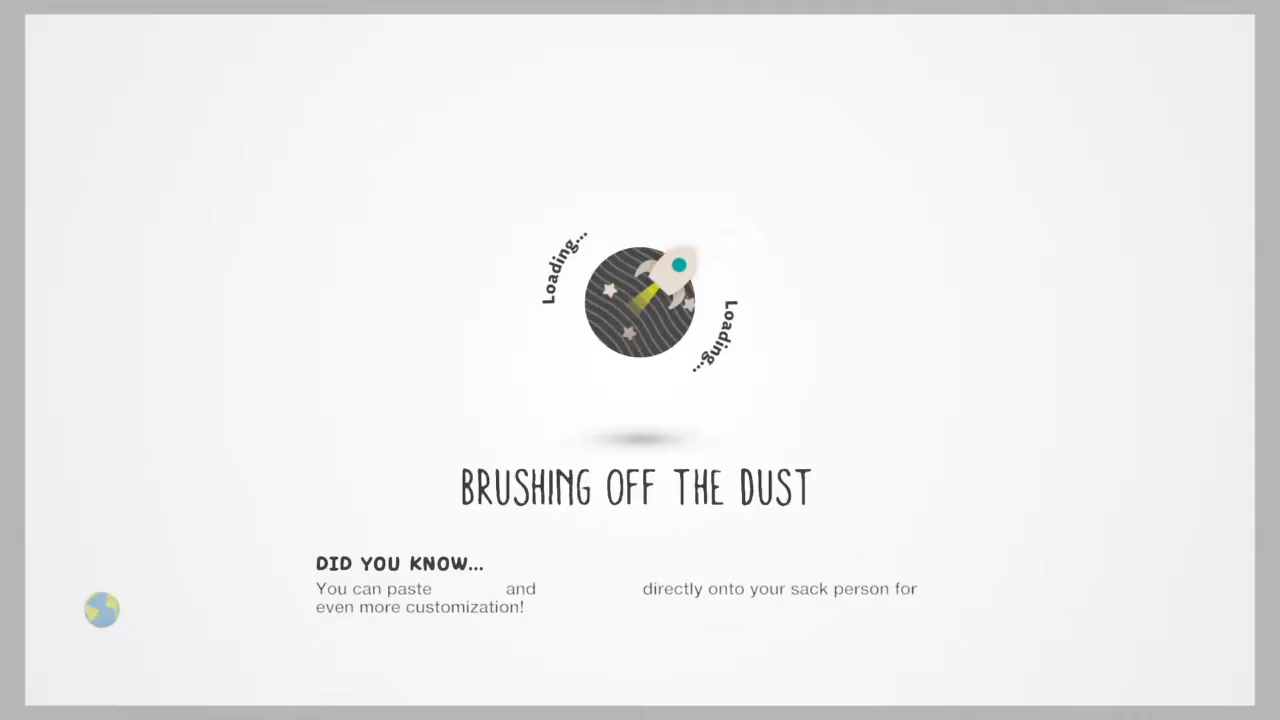 Loading...
Loading...
BRUSHING OFF THE DUST
DID YOU KNOW...
You can paste and directly onto your sack person for
even more customization!